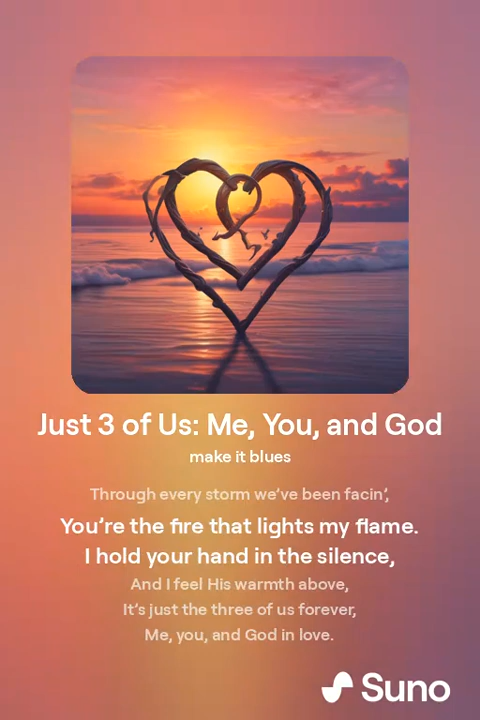 Just 3 of Us: Me, You, and God
make it blues
Through every storm we’ve been facin’,
You’re the fire that lights my flame.
I hold your hand in the silence,
And I feel His warmth above,
It’s just the three of us forever,
Me, you, and God in love.
Suno